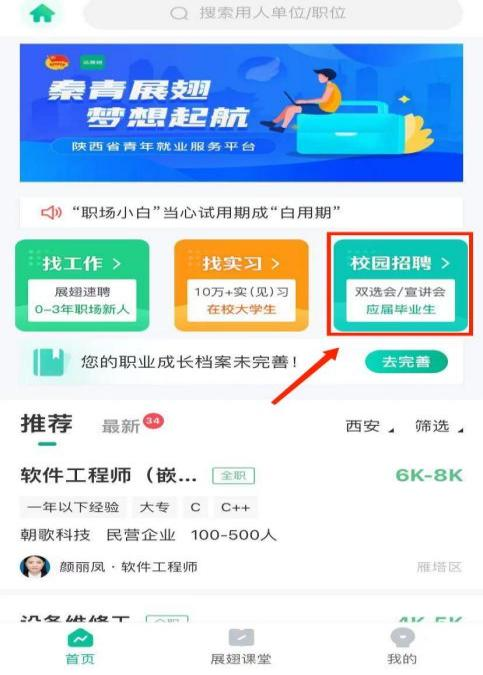 搜索用人单位/职位
秦青展翅
梦想起航
陕西省青年就业服务平台
“职场小白”当心试用期成“白用期”
找工作 >
展翅速聘
0-3年职场新人
找实习 >
10万+实(见)习
在校大学生
校园招聘 >
双选会/宣讲会
应届毕业生
您的职业成长档案未完善！ 去完善
推荐 最新 34 西安 筛选
软件工程师（嵌... 全职 6K-8K
一年以下经验 大专 C C++
朝歌科技 民营企业 100-500人
颜丽凤·软件工程师 雁塔区
设备维修工 全职 4K-5K
首页 展翅课堂 我的